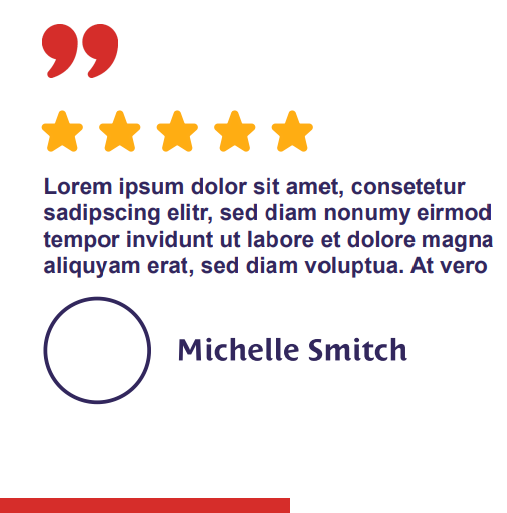 ”
Lorem ipsum dolor sit amet, consetetur
sadipscing elitr, sed diam nonumy eirmod
tempor invidunt ut labore et dolore magna
aliquyam erat, sed diam voluptua. At vero
Michelle Smitch